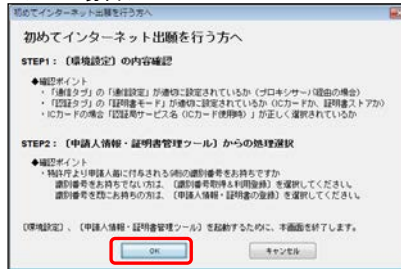 初めてインターネット出願を行う方へ
初めてインターネット出願を行う方へ
STEP1:〔環境設定〕の内容確認
◆確認ポイント
・「通信タブ」の「通信設定」が適切に設定されているか（プロキシサーバ経由の場合）
・「認証タブ」の「証明書モード」が適切に設定されているか（ICカードか、証明書ストアか）
・ICカードの場合「認証局サービス名（ICカード使用時）」が正しく選択されているか
STEP2:〔申請人情報・証明書管理ツール〕からの処理選択
◆確認ポイント
・特許庁より申請人毎に付与される9桁の識別番号をお持ちですか
識別番号をお持ちでない方は、〔識別番号取得&利用登録〕を選択してください。
識別番号を既にお持ちの方は、〔申請人情報・証明書の登録〕を選択してください。
〔環境設定〕、〔申請人情報・証明書管理ツール〕を起動するために、本画面を終了します。
OK
キャンセル